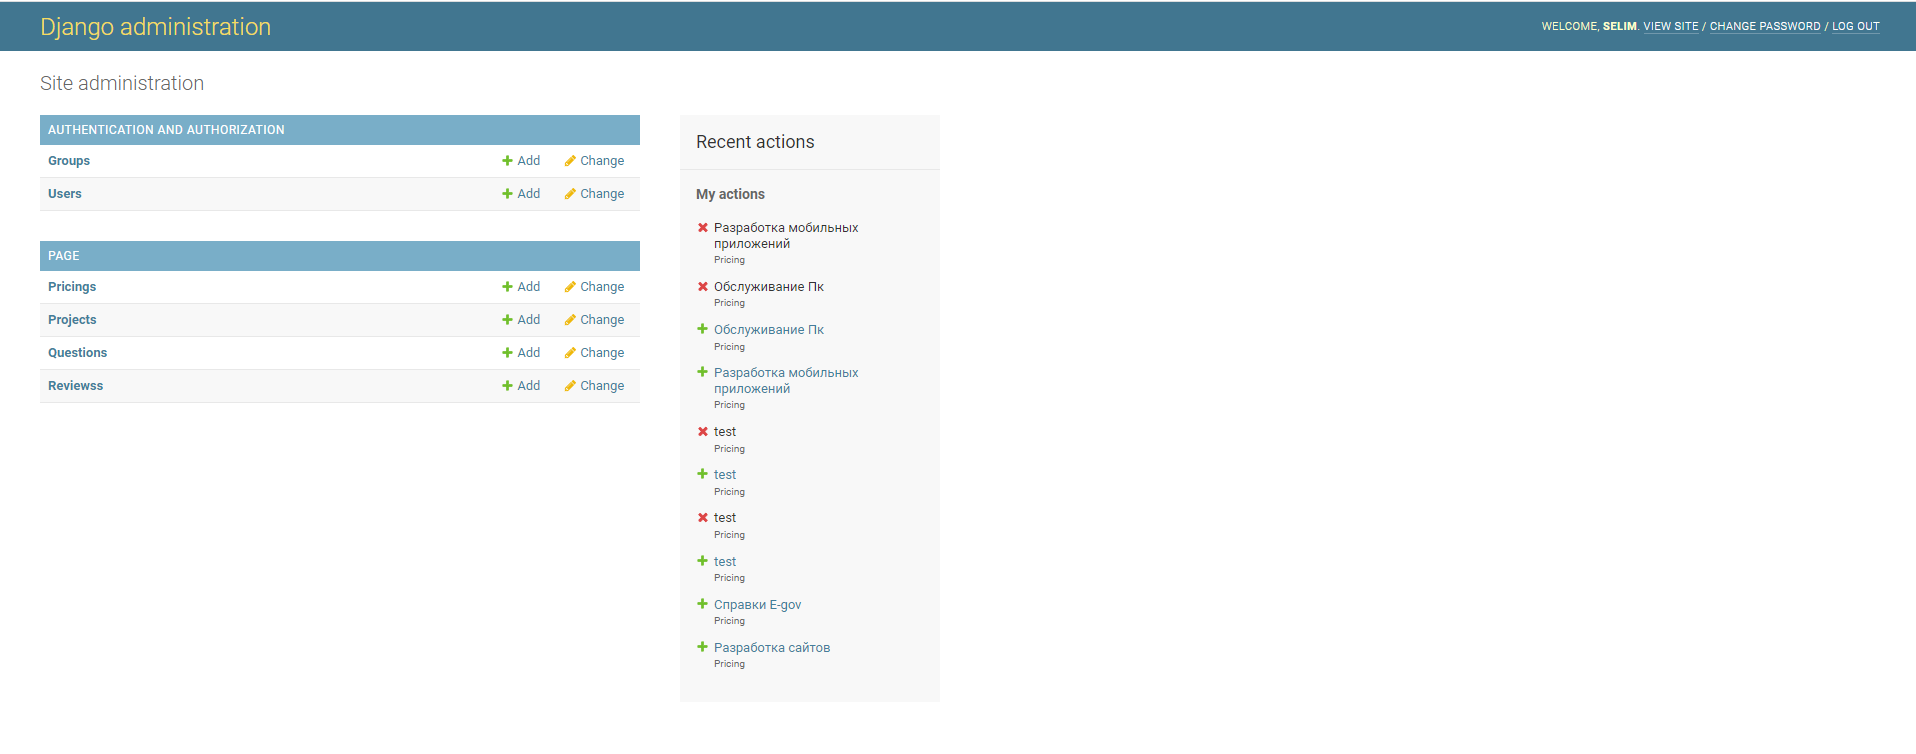 Django administration
WELCOME, SELIM. VIEW SITE / CHANGE PASSWORD / LOG OUT
Site administration
AUTHENTICATION AND AUTHORIZATION
Groups Add Change
Users Add Change
PAGE
Pricings Add Change
Projects Add Change
Questions Add Change
Reviewss Add Change
Recent actions
My actions
Разработка мобильных
приложений
Pricing
Обслуживание Пк
Pricing
Обслуживание Пк
Pricing
Разработка мобильных
приложений
Pricing
test
Pricing
test
Pricing
test
Pricing
test
Pricing
Справки E-gov
Pricing
Разработка сайтов
Pricing